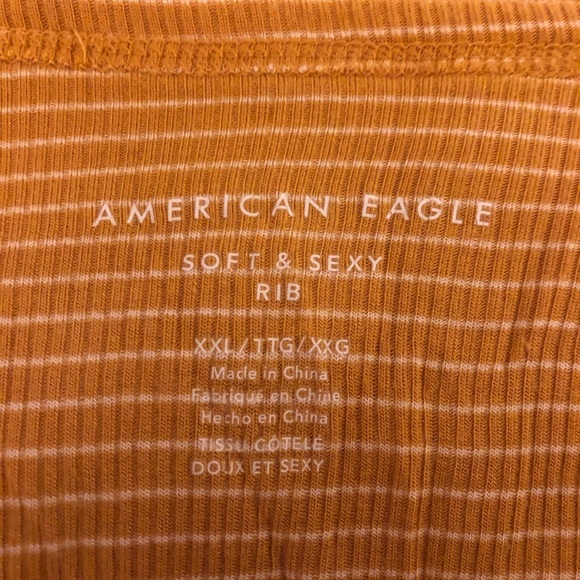 AMERICAN EAGLE
SOFT & SEXY
RIB
XXL/TTG/XXG
Made in China
Fabriqué en Chine
Hecho en China
TISSU CÔTELÉ
DOUX ET SEXY